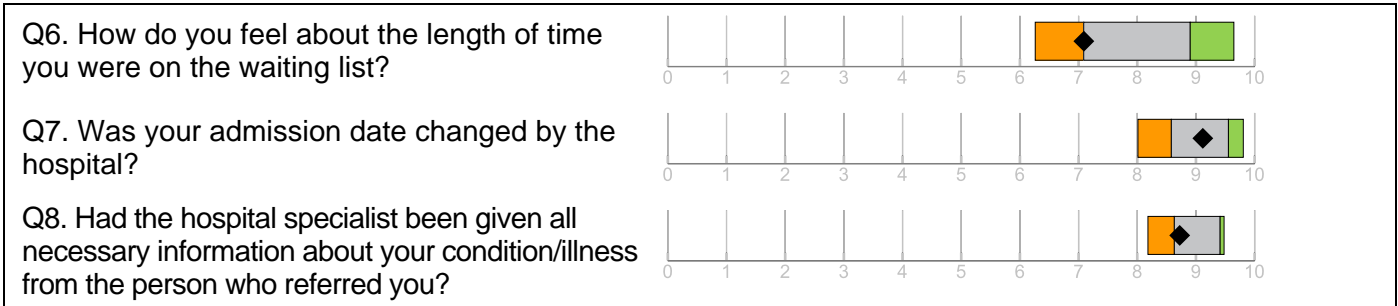 Q6. How do you feel about the length of time
you were on the waiting list?
0 1 2 3 4 5 6 7 8 9 10
Q7. Was your admission date changed by the
hospital?
0 1 2 3 4 5 6 7 8 9 10
Q8. Had the hospital specialist been given all
necessary information about your condition/illness
from the person who referred you?
0 1 2 3 4 5 6 7 8 9 10